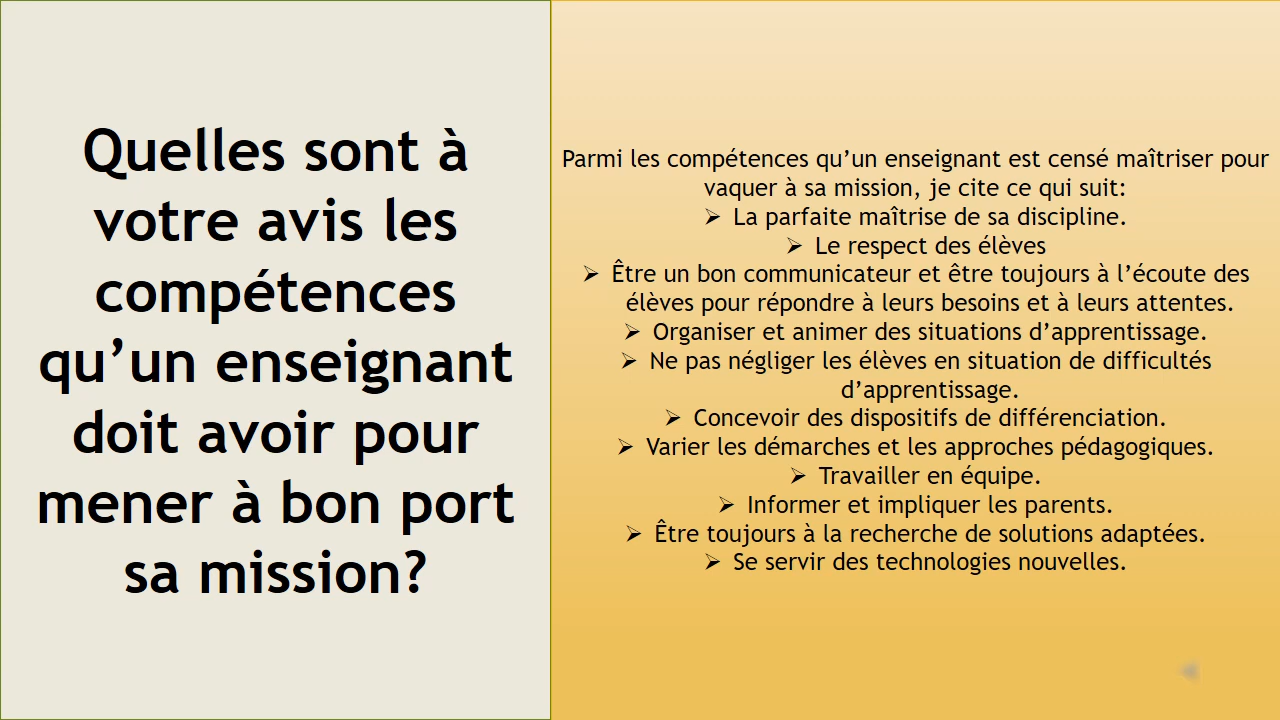 Quelles sont à
votre avis les
compétences
qu’un enseignant
doit avoir pour
mener à bon port
sa mission?
Parmi les compétences qu’un enseignant est censé maîtriser pour
vaquer à sa mission, je cite ce qui suit:
➢ La parfaite maîtrise de sa discipline.
➢ Le respect des élèves
➢ Être un bon communicateur et être toujours à l’écoute des
élèves pour répondre à leurs besoins et à leurs attentes.
➢ Organiser et animer des situations d’apprentissage.
➢ Ne pas négliger les élèves en situation de difficultés
d’apprentissage.
➢ Concevoir des dispositifs de différenciation.
➢ Varier les démarches et les approches pédagogiques.
➢ Travailler en équipe.
➢ Informer et impliquer les parents.
➢ Être toujours à la recherche de solutions adaptées.
➢ Se servir des technologies nouvelles.